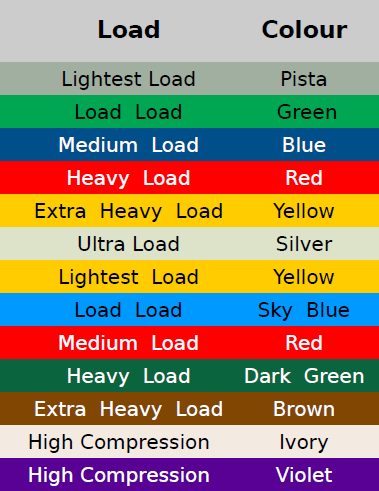 Load Colour
Lightest Load Pista
Load Load Green
Medium Load Blue
Heavy Load Red
Extra Heavy Load Yellow
Ultra Load Silver
Lightest Load Yellow
Load Load Sky Blue
Medium Load Red
Heavy Load Dark Green
Extra Heavy Load Brown
High Compression Ivory
High Compression Violet